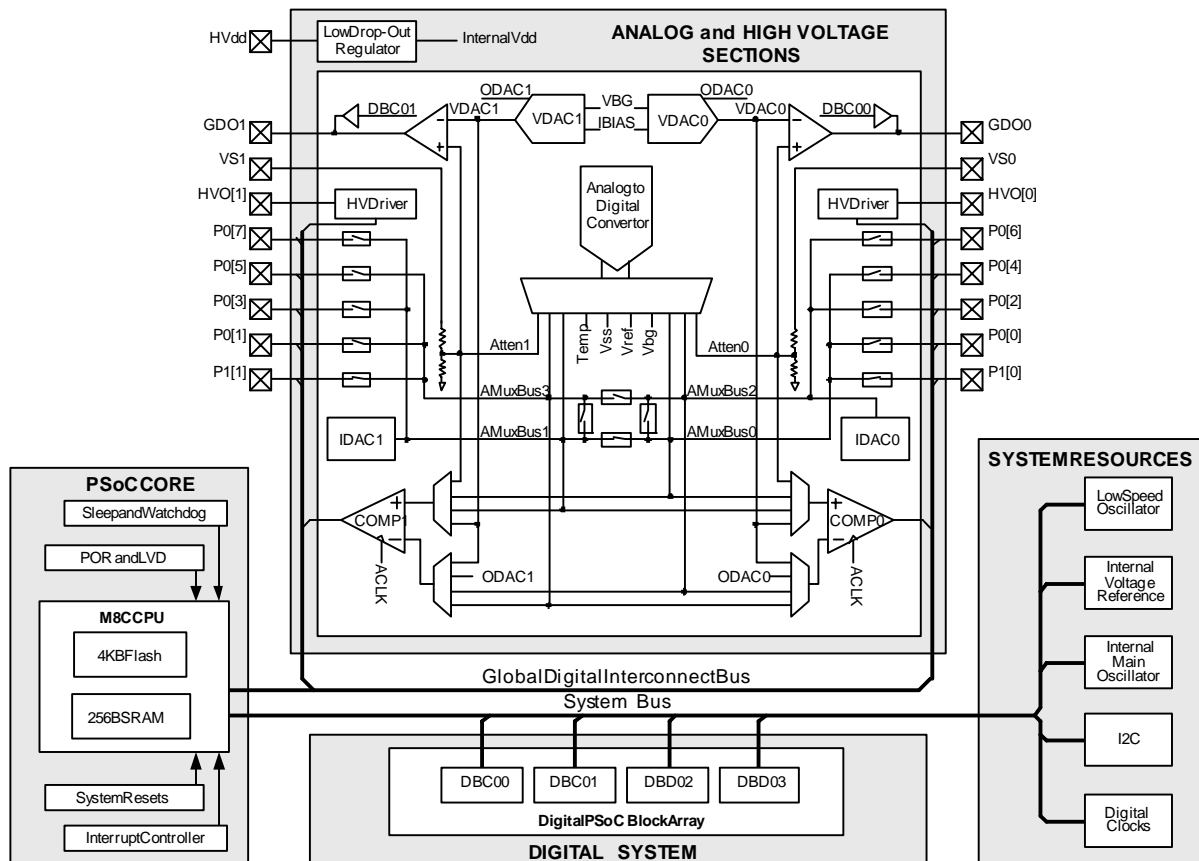 ANALOG and HIGH VOLTAGE
SECTIONS
HVdd
LowDrop-Out
Regulator
InternalVdd
ODAC1
ODAC0
DBC01
VDAC1
VDAC1
VBG
IBIAS
VDAC0
VDAC0
DBC00
GDO1
GDO0
VS1
VS0
HVO[1]
HVDriver
Analogto
Digital
Convertor
HVDriver
HVO[0]
P0[7]
P0[6]
P0[5]
P0[4]
P0[3]
P0[2]
P0[1]
P0[0]
P1[1]
P1[0]
Atten1
Temp
Vss
Vref
Vbg
Atten0
AMuxBus3
AMuxBus2
IDAC1
AMuxBus1
AMuxBus0
IDAC0
COMP1
COMP0
ACLK
ODAC1
ODAC0
ACLK
PSoCCORE
SleepandWatchdog
POR andLVD
M8CCPU
4KBFlash
256BSRAM
SystemResets
InterruptController
GlobalDigitalInterconnectBus
System Bus
DBC00
DBC01
DBD02
DBD03
DigitalPSoC BlockArray
DIGITAL SYSTEM
SYSTEMRESOURCES
LowSpeed
Oscillator
Internal
Voltage
Reference
Internal
Main
Oscillator
I2C
Digital
Clocks